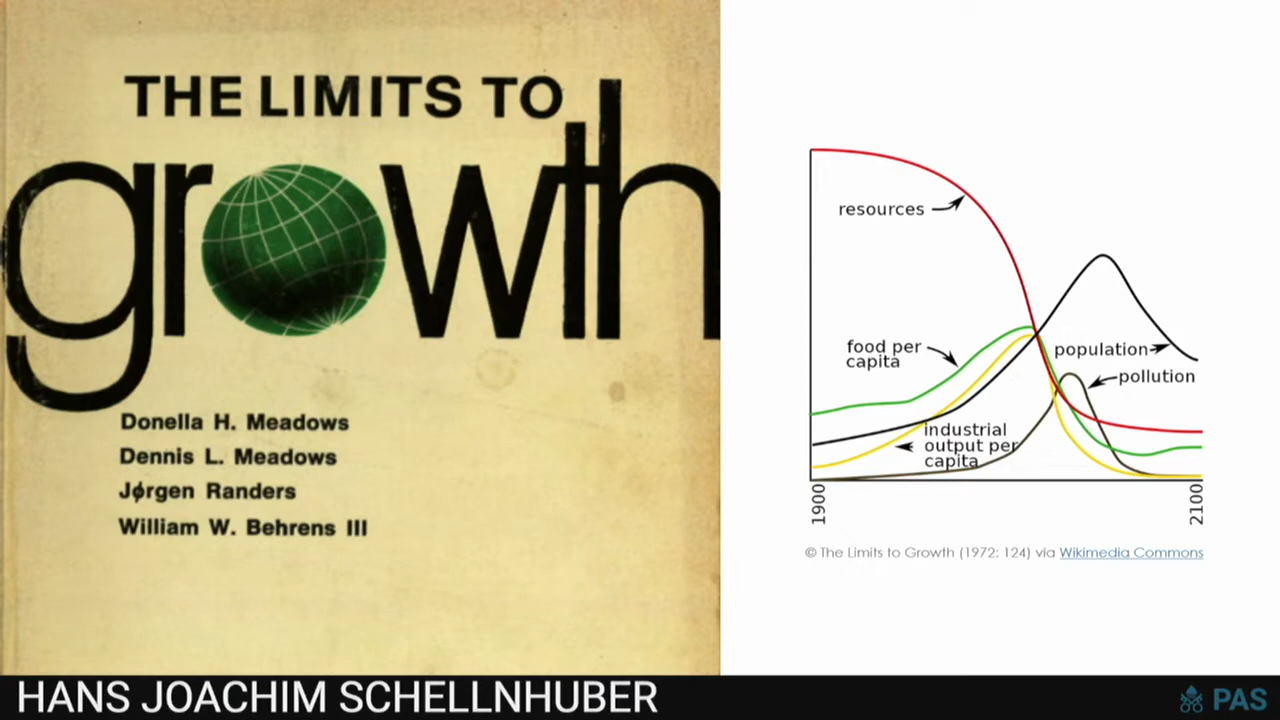 THE LIMITS TO
growth
Donella H. Meadows
Dennis L. Meadows
Jørgen Randers
William W. Behrens III
resources
food per
capita
population
pollution
industrial
output per
capita
1900
2100
© The Limits to Growth (1972: 124) via Wikimedia Commons
HANS JOACHIM SCHELLNHUBER
PAS